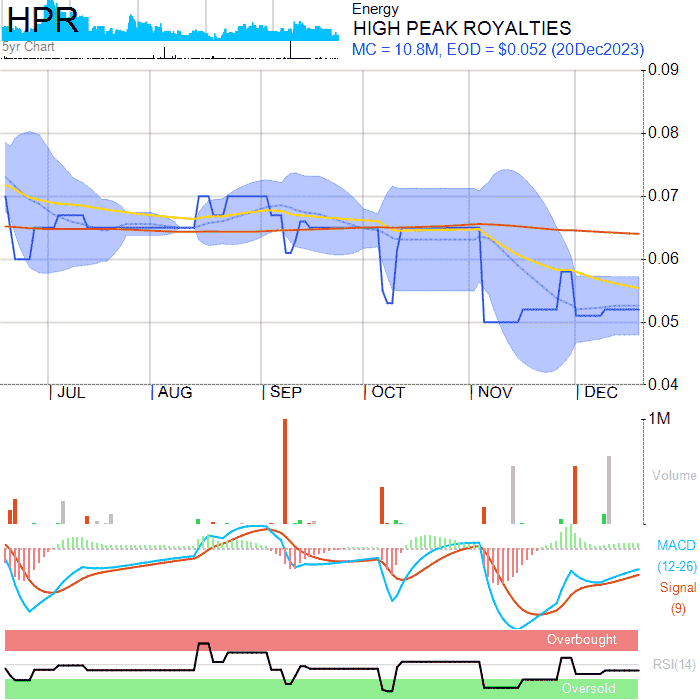 HPR
5yr Chart
Energy
HIGH PEAK ROYALTIES
MC = 10.8M, EOD = $0.052 (20Dec2023)
0.09
0.08
0.07
0.06
0.05
0.04
JUL AUG SEP OCT NOV DEC
1M
Volume
MACD
(12-26)
Signal
(9)
Overbought
RSI(14)
Oversold